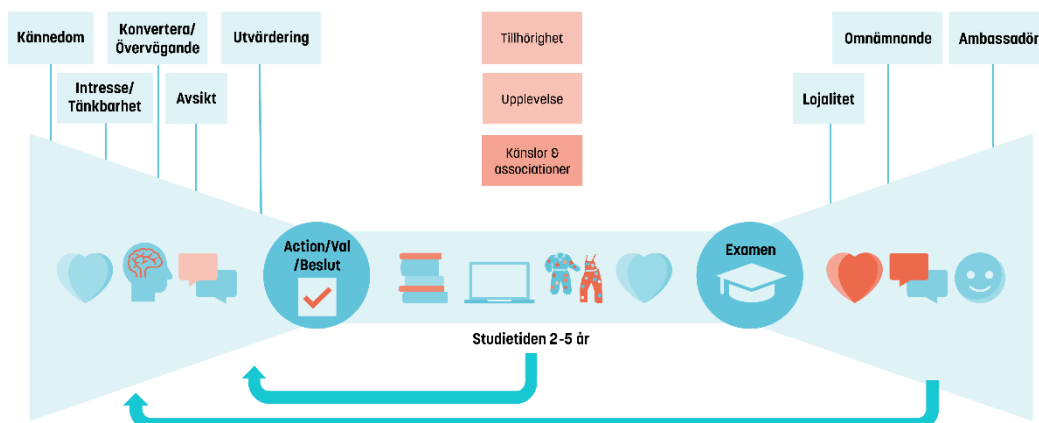 Kännedom
Konvertera/
Övervägande
Utvärdering
Intresse/
Tänkbarhet
Avsikt
Tillhörighet
Upplevelse
Känslor &
associationer
Omnämnande
Ambassadör
Lojalitet
Action/Val
/Beslut
Examen
Studietiden 2-5 år